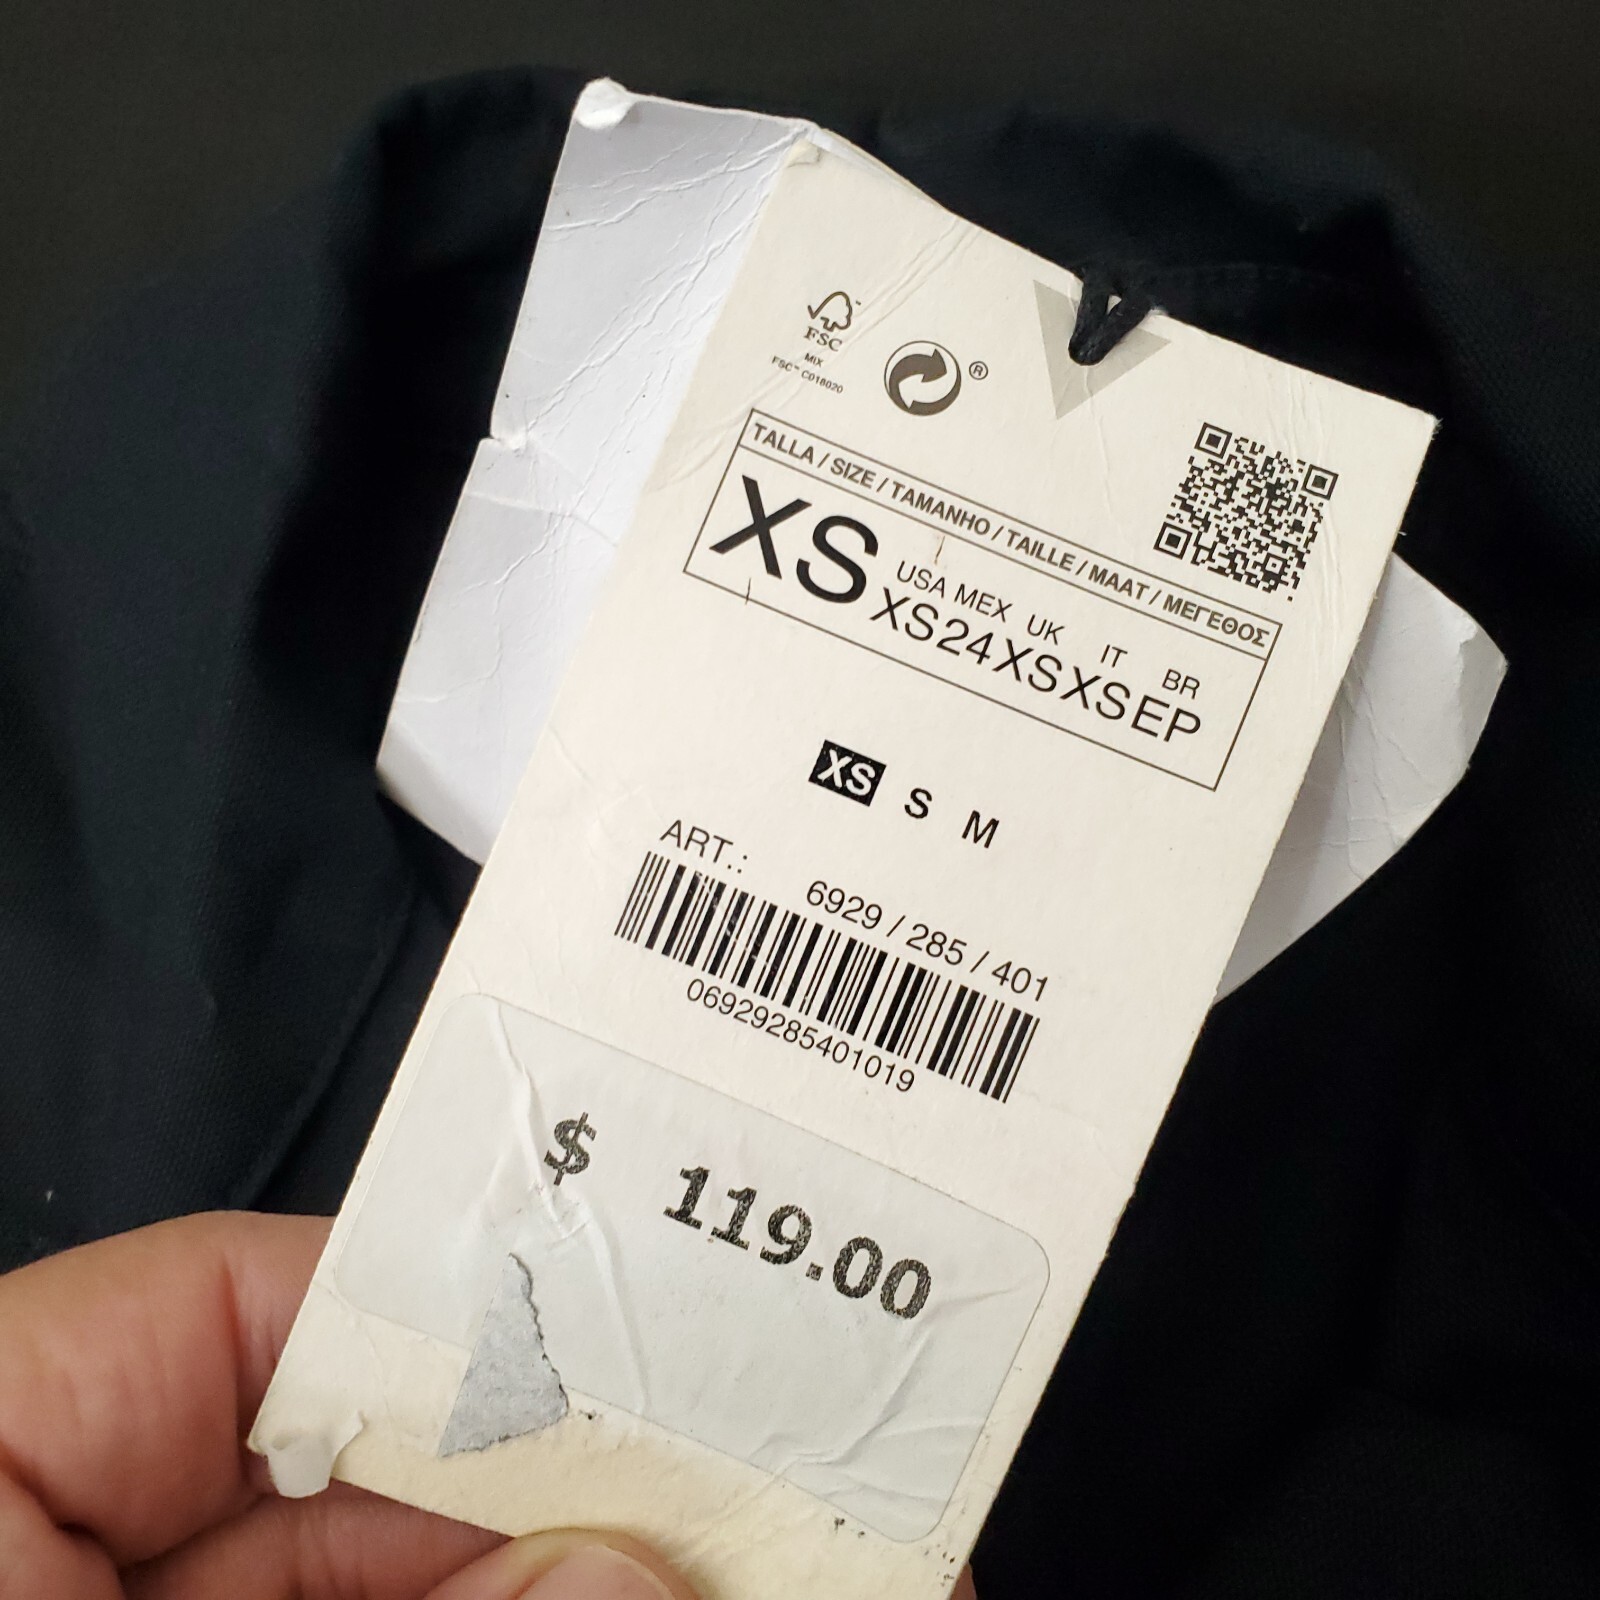 FSC
MIX
FSC™ C018020
®
TALLA / SIZE / TAMANHO / TAILLE / MAAT / ΜΕΓΕΘΟΣ
XS
USA MEX UK IT BR
XS 24 XS XS EP
XS S M
ART.:
6929 / 285 / 401
06929285401019
$ 119.00